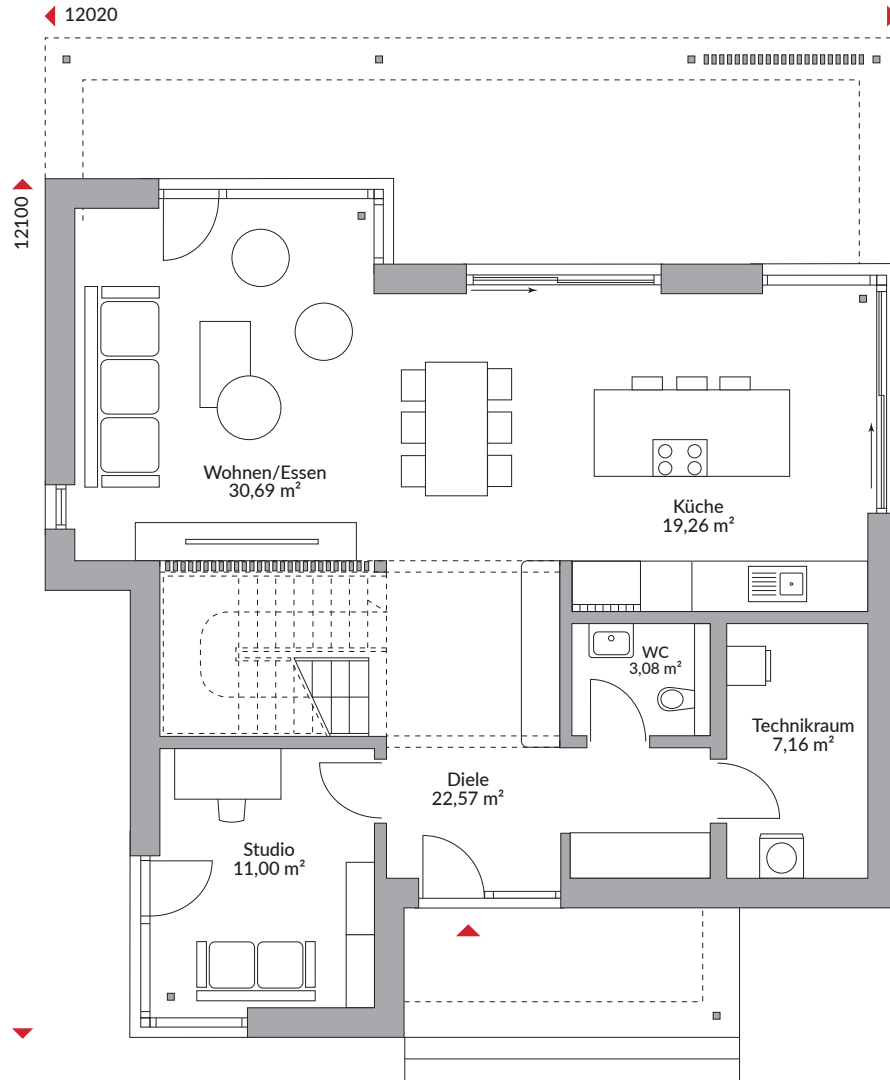 12020
12100
Wohnen/Essen
30,69 m²
Küche
19,26 m²
WC
3,08 m²
Technikraum
7,16 m²
Diele
22,57 m²
Studio
11,00 m²